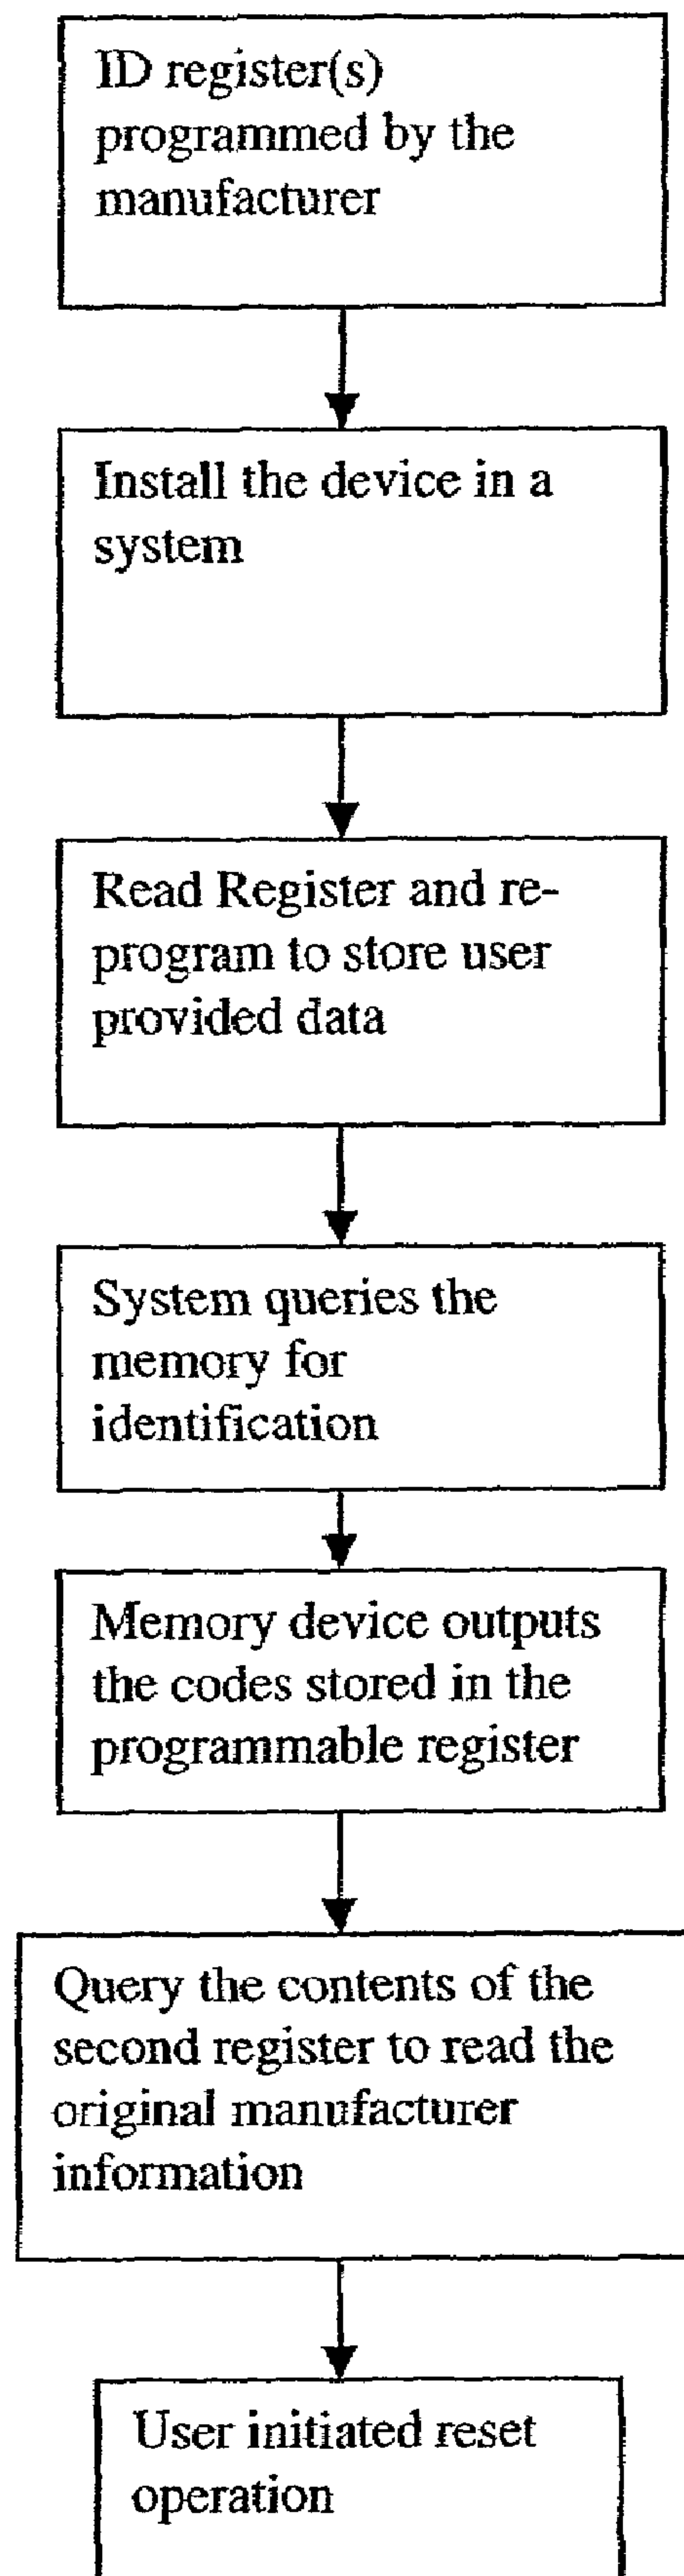 ID register(s)
programmed by the
manufacturer
Install the device in a
system
Read Register and re-
program to store user
provided data
System queries the
memory for
identification
Memory device outputs
the codes stored in the
programmable register
Query the contents of the
second register to read the
original manufacturer
information
User initiated reset
operation